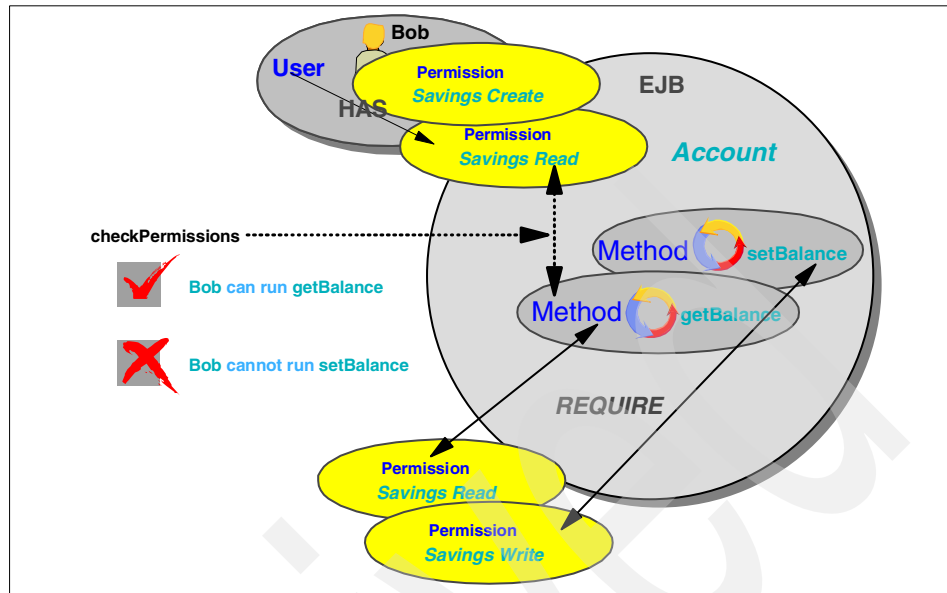 Bob
User
EJB
Permission
Savings Create
HAS
Permission
Savings Read
Account
checkPermissions
Method setBalance
Bob can run getBalance
Method getBalance
Bob cannot run setBalance
REQUIRE
Permission
Savings Read
Permission
Savings Write